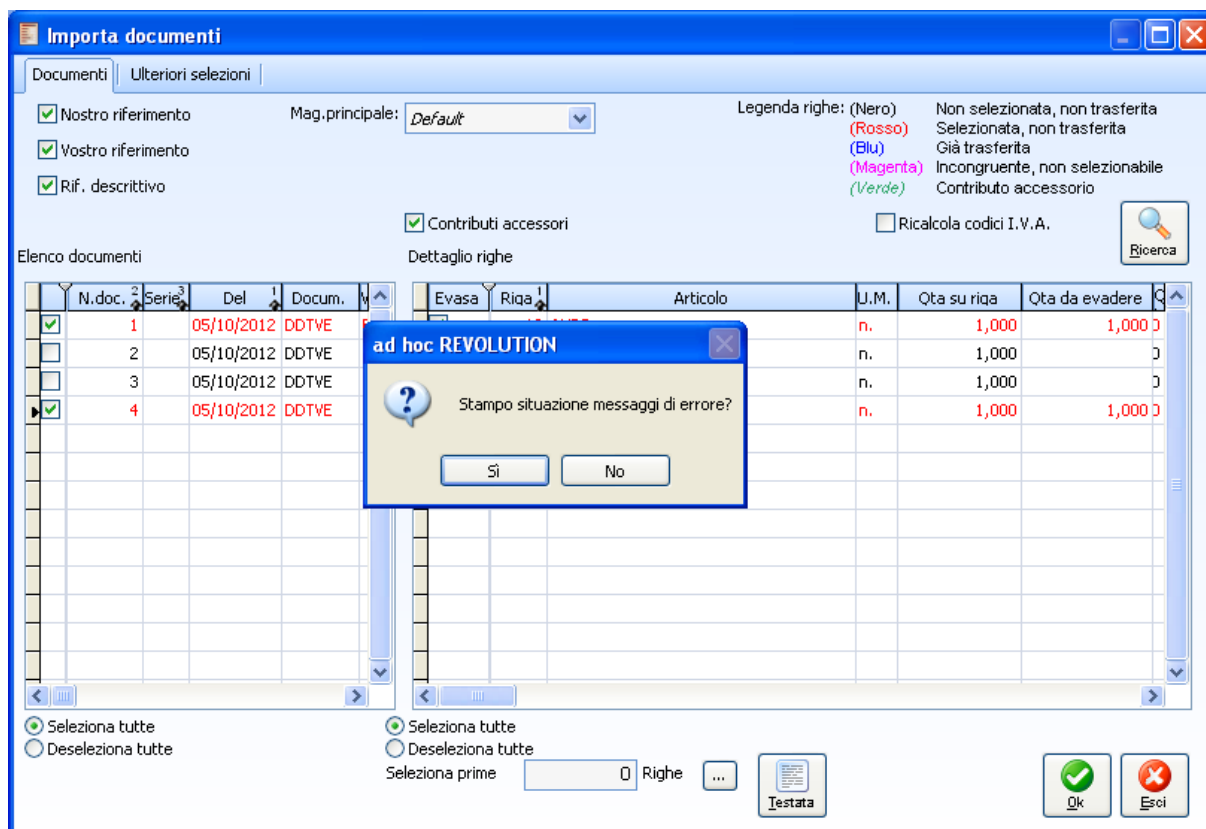 Importa documenti
Documenti Ulteriori selezioni
Nostro riferimento Mag.principale: Default Legenda righe: (Nero) Non selezionata, non trasferita
(Rosso) Selezionata, non trasferita
Vostro riferimento (Blu) Già trasferita
(Magenta) Incongruente, non selezionabile
Rif. descrittivo (Verde) Contributo accessorio
Contributi accessori Ricalcola codici I.V.A.
Ricerca
Elenco documenti Dettaglio righe
N.doc. 2 Serie 3 Del 1 Docum. Evasa Riga 1 Articolo U.M. Qta su riga Qta da evadere Q
1 05/10/2012 DDTVE n. 1,000 1,000 0
2 05/10/2012 DDTVE n. 1,000
3 05/10/2012 DDTVE n. 1,000
4 05/10/2012 DDTVE n. 1,000 1,000 0
ad hoc REVOLUTION
Stampo situazione messaggi di errore?
Sì No
Seleziona tutte Seleziona tutte
Deseleziona tutte Deseleziona tutte
Seleziona prime 0 Righe ...
Testata Ok Esci